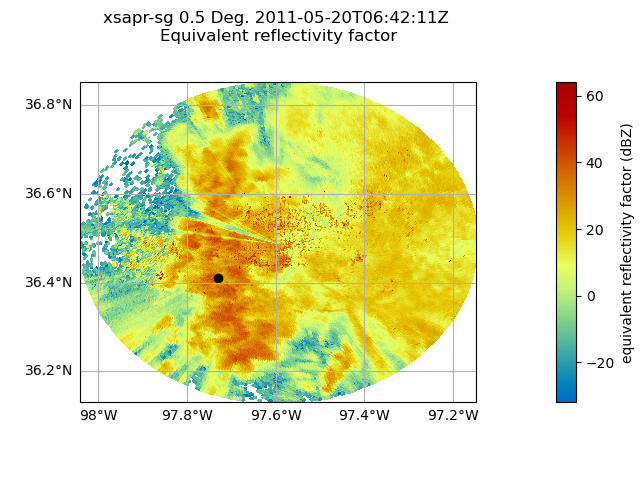 xsapr-sg 0.5 Deg. 2011-05-20T06:42:11Z
Equivalent reflectivity factor
36.8°N
36.6°N
36.4°N
36.2°N
98°W 97.8°W 97.6°W 97.4°W 97.2°W
60
40
20
0
−20
equivalent reflectivity factor (dBZ)